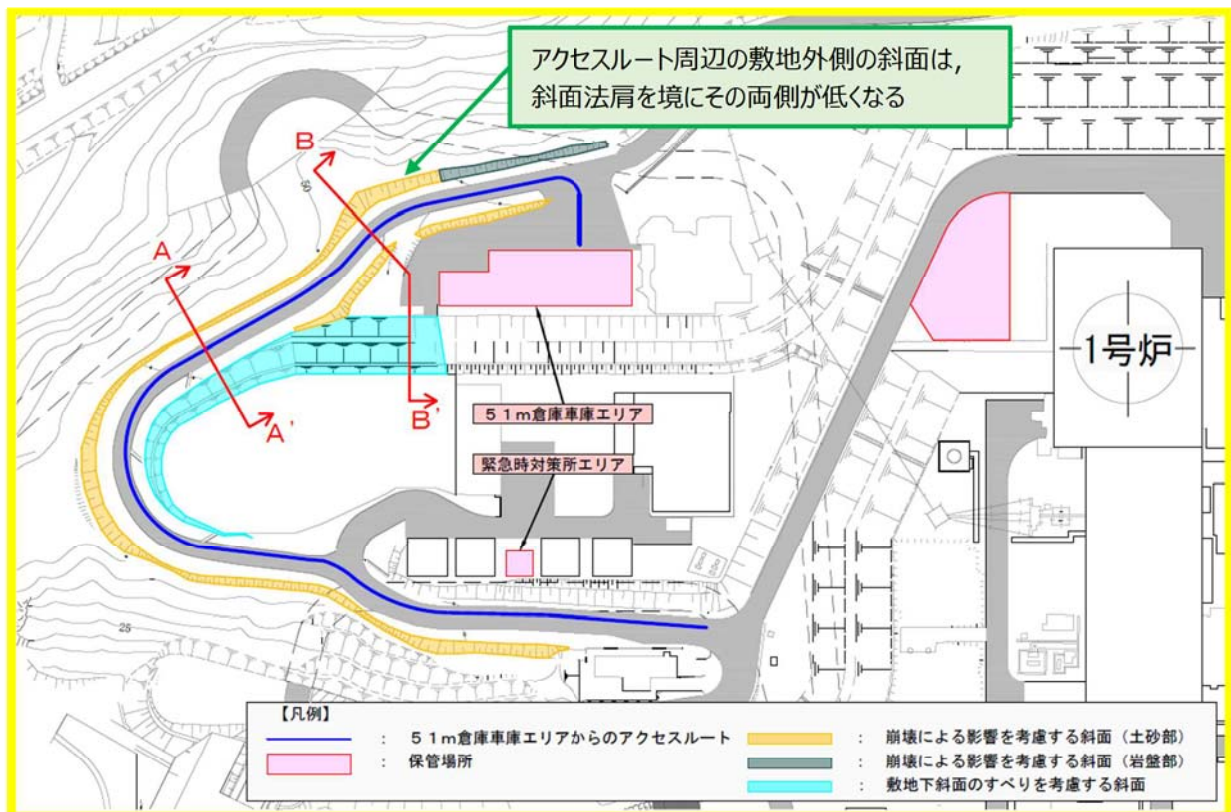 アクセスルート周辺の敷地外側の斜面は,
斜面法肩を境にその両側が低くなる
B
A
A'
B'
1号炉
51m倉庫車庫エリア
緊急時対策所エリア
25
【凡例】
: 51m倉庫車庫エリアからのアクセスルート
: 保管場所
: 崩壊による影響を考慮する斜面(土砂部)
: 崩壊による影響を考慮する斜面(岩盤部)
: 敷地下斜面のすべりを考慮する斜面